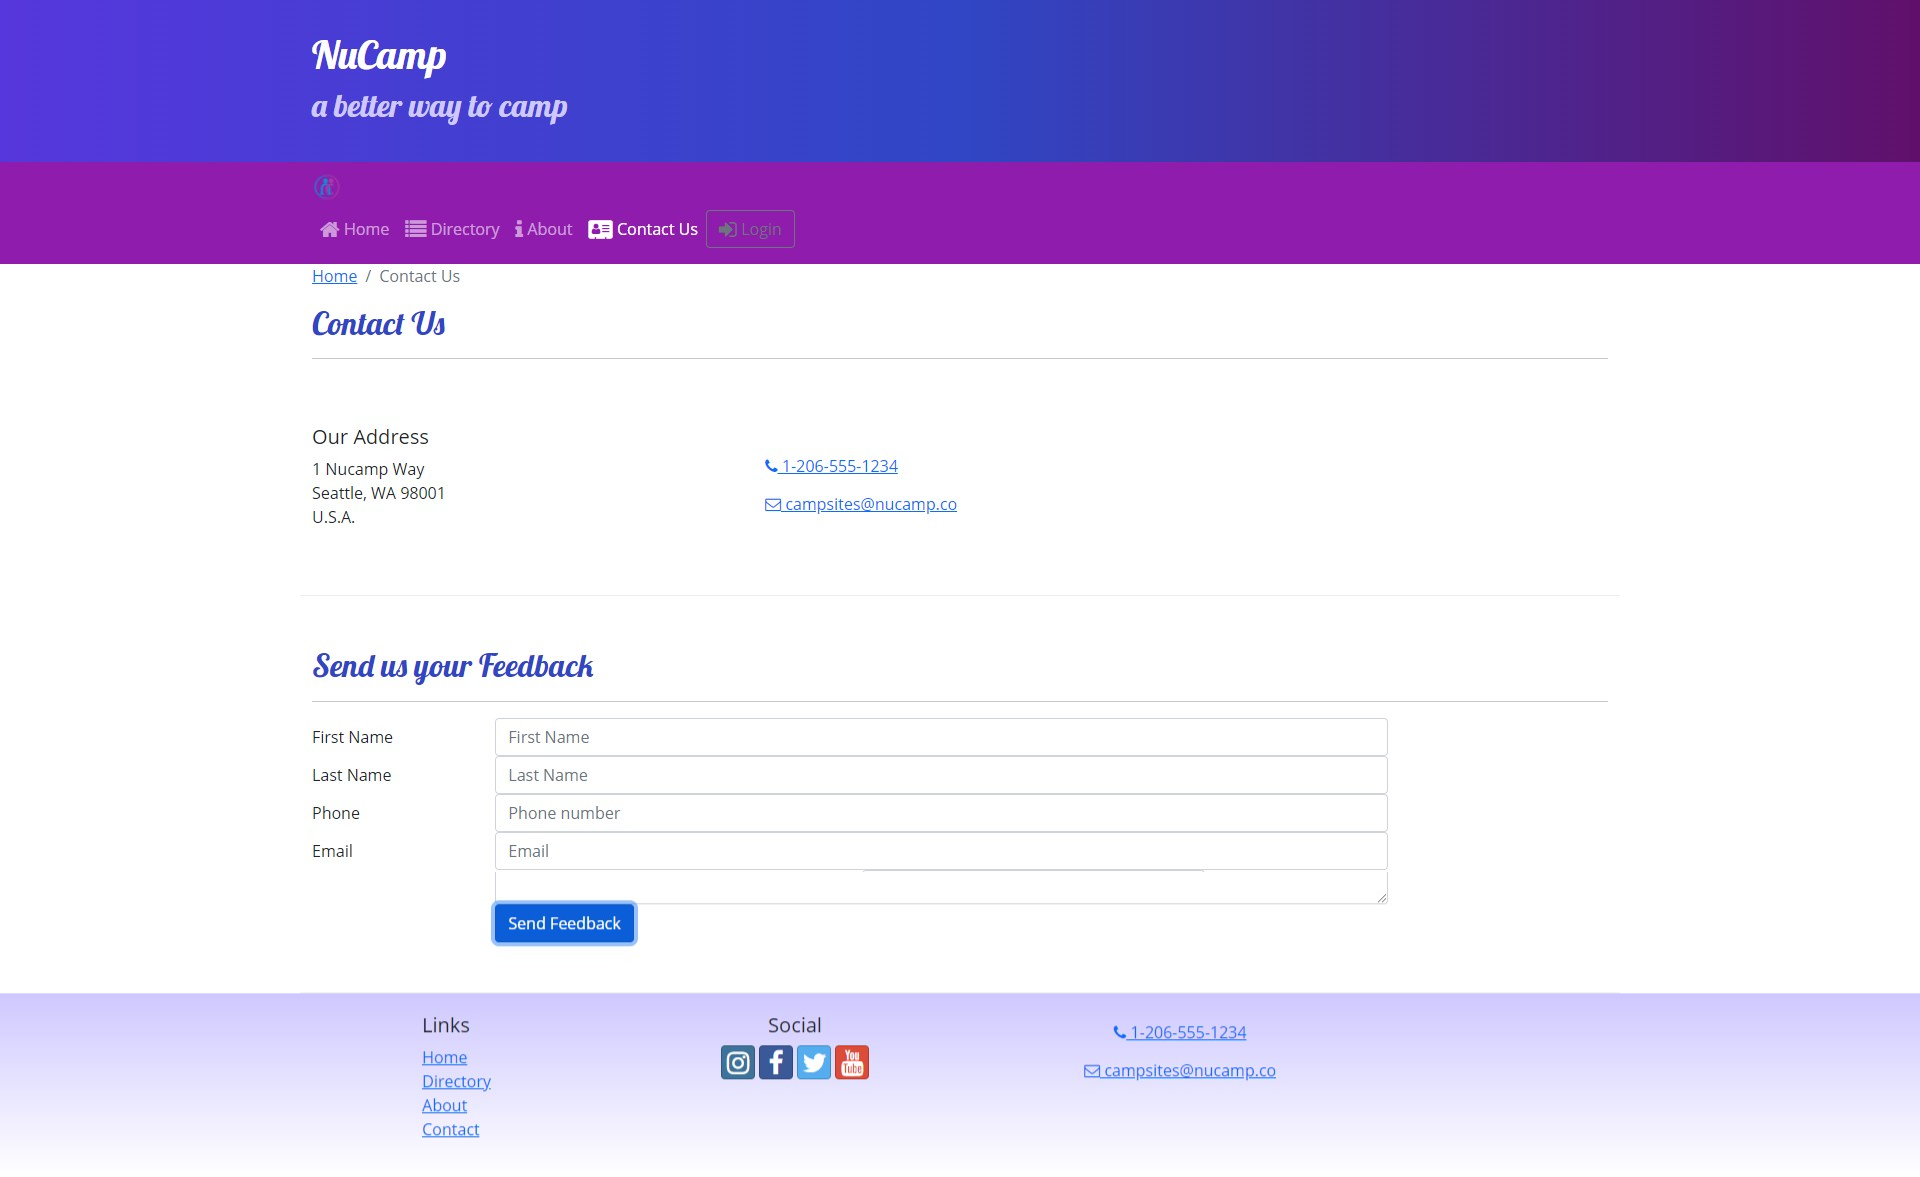 NuCamp
a better way to camp
Home Directory About Contact Us Login
Home / Contact Us
Contact Us
Our Address
1 Nucamp Way
Seattle, WA 98001
U.S.A.
1-206-555-1234
campsites@nucamp.co
Send us your Feedback
First Name First Name
Last Name Last Name
Phone Phone number
Email Email
Send Feedback
Links
Home
Directory
About
Contact
Social
You
Tube
1-206-555-1234
campsites@nucamp.co